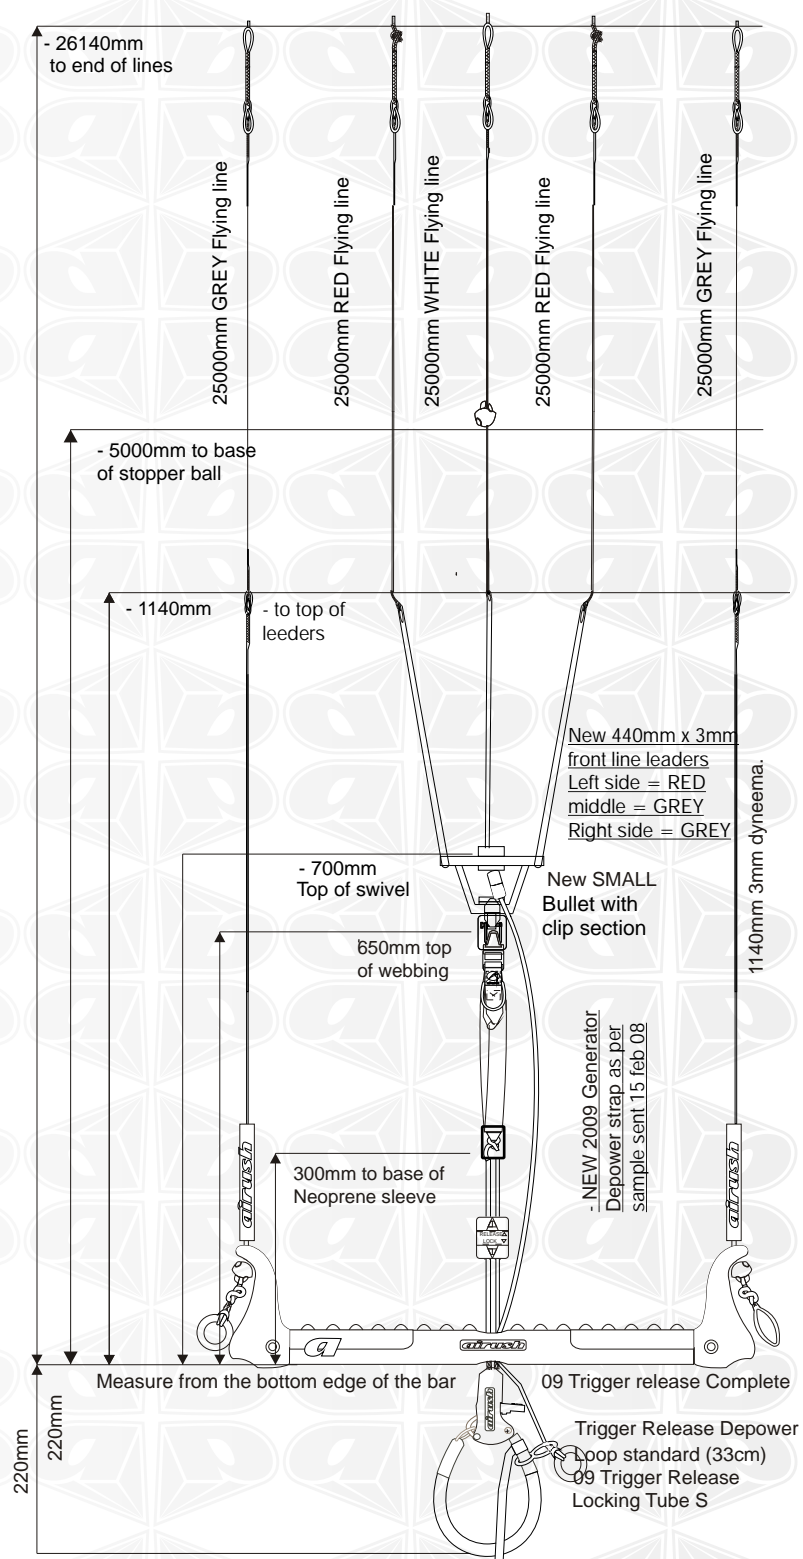 - 26140mm
to end of lines
25000mm GREY Flying line
25000mm RED Flying line
25000mm WHITE Flying line
25000mm RED Flying line
25000mm GREY Flying line
- 5000mm to base
of stopper ball
- 1140mm
- to top of
leeders
New 440mm x 3mm
front line leaders
Left side = RED
middle = GREY
Right side = GREY
1140mm 3mm dyneema.
- 700mm
Top of swivel
New SMALL
Bullet with
clip section
650mm top
of webbing
- NEW 2009 Generator
Depower strap as per
sample sent 15 feb 08
300mm to base of
Neoprene sleeve
airush
airush
RELEASE
LOCK
airush
Measure from the bottom edge of the bar
09 Trigger release Complete
220mm
220mm
airush
Trigger Release Depower
Loop standard (33cm)
09 Trigger Release
Locking Tube S